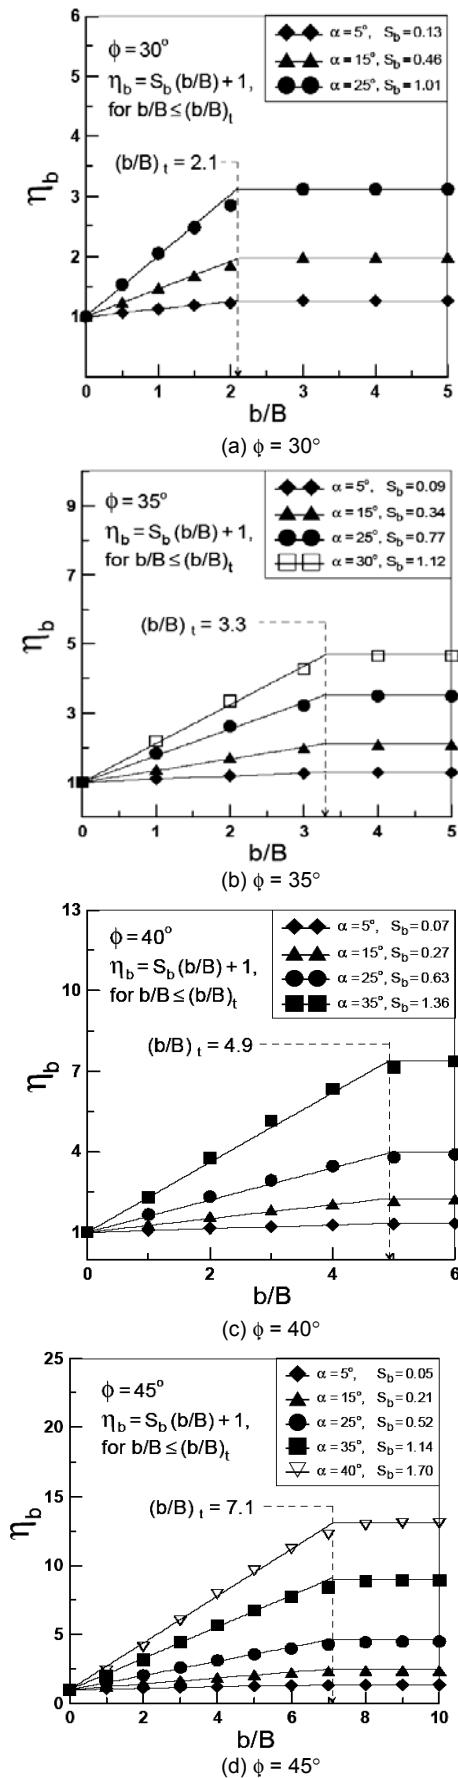 6
ϕ = 30°
η_b = S_b (b/B) + 1,
for b/B ≤ (b/B)_t
α = 5°, S_b = 0.13
α = 15°, S_b = 0.46
α = 25°, S_b = 1.01
5
4
(b/B)_t = 2.1
η_b
3
2
1
0 1 2 3 4 5
b/B
(a) ϕ = 30°
9
ϕ = 35°
η_b = S_b (b/B) + 1,
for b/B ≤ (b/B)_t
α = 5°, S_b = 0.09
α = 15°, S_b = 0.34
α = 25°, S_b = 0.77
α = 30°, S_b = 1.12
7
(b/B)_t = 3.3
η_b
5
3
1
0 1 2 3 4 5
b/B
(b) ϕ = 35°
13
ϕ = 40°
η_b = S_b (b/B) + 1,
for b/B ≤ (b/B)_t
α = 5°, S_b = 0.07
α = 15°, S_b = 0.27
α = 25°, S_b = 0.63
α = 35°, S_b = 1.36
10
(b/B)_t = 4.9
η_b
7
4
1
0 2 4 6
b/B
(c) ϕ = 40°
25
ϕ = 45°
η_b = S_b (b/B) + 1,
for b/B ≤ (b/B)_t
α = 5°, S_b = 0.05
α = 15°, S_b = 0.21
α = 25°, S_b = 0.52
α = 35°, S_b = 1.14
α = 40°, S_b = 1.70
20
15
(b/B)_t = 7.1
η_b
10
5
0
0 2 4 6 8 10
b/B
(d) ϕ = 45°